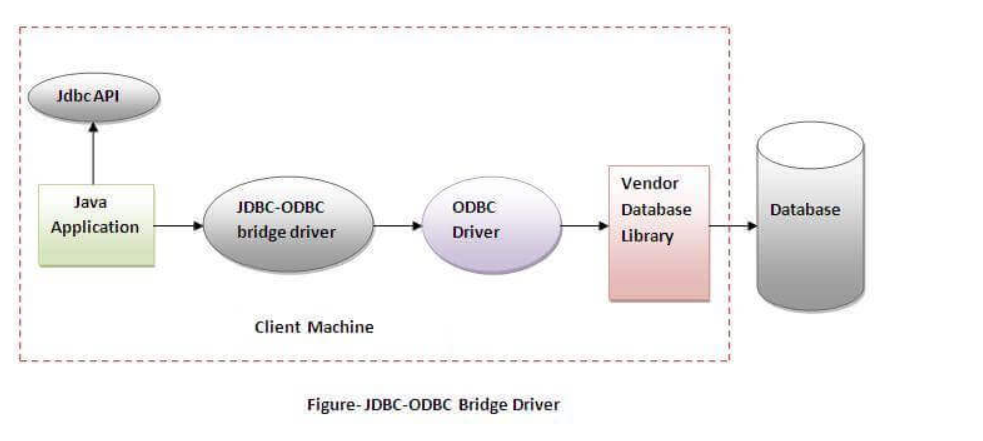 Jdbc API
Java
Application
JDBC-ODBC
bridge driver
ODBC
Driver
Vendor
Database
Library
Database
Client Machine
Figure-JDBC-ODBC Bridge Driver